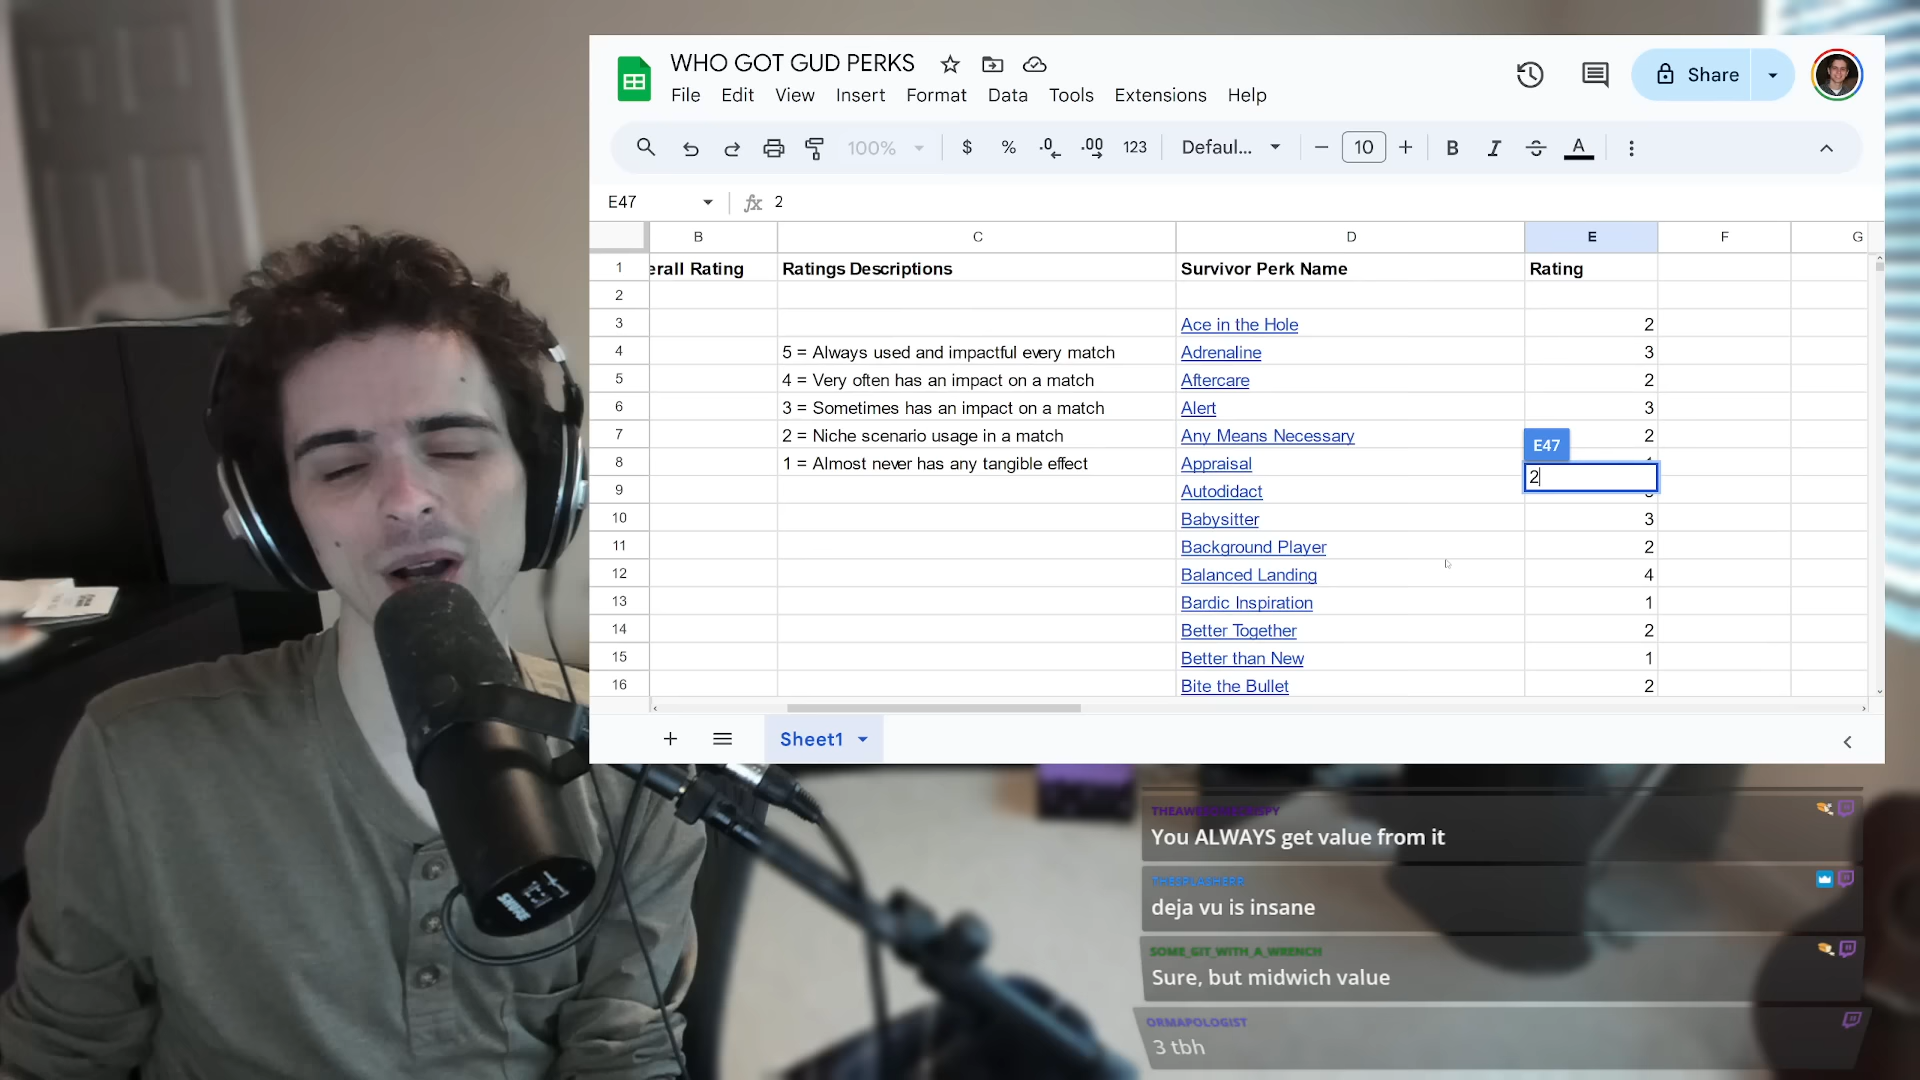 WHO GOT GUD PERKS
Share
File Edit View Insert Format Data Tools Extensions Help
100% $ % .0 .00 123 Defaul... 10 B I A
E47 fx 2
B C D E F G
1 erall Rating Ratings Descriptions Survivor Perk Name Rating
2
3 Ace in the Hole 2
4 5 = Always used and impactful every match Adrenaline 3
5 4 = Very often has an impact on a match Aftercare 2
6 3 = Sometimes has an impact on a match Alert 3
7 2 = Niche scenario usage in a match Any Means Necessary 2
E47
8 1 = Almost never has any tangible effect Appraisal
2
9 Autodidact
10 Babysitter 3
11 Background Player 2
12 Balanced Landing 4
13 Bardic Inspiration 1
14 Better Together 2
15 Better than New 1
16 Bite the Bullet 2
Sheet1
You ALWAYS get value from it
deja vu is insane
SOME_GIT_WITH_A_WRENCH
Sure, but midwich value
ORMAPOLOGIST
3 tbh
SHURE